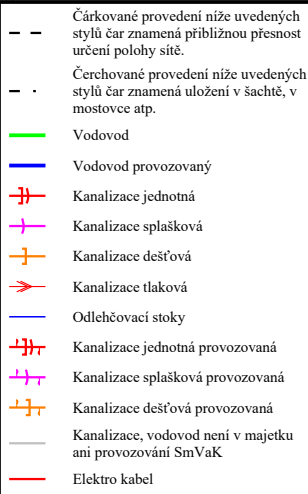 Čárkované provedení níže uvedených
stylů čar znamená přibližnou přesnost
určení polohy sítě.
Čerchované provedení níže uvedených
stylů čar znamená uložení v šachtě, v
mostovce atp.
Vodovod
Vodovod provozovaný
Kanalizace jednotná
Kanalizace splašková
Kanalizace dešťová
Kanalizace tlaková
Odlehčovací stoky
Kanalizace jednotná provozovaná
Kanalizace splašková provozovaná
Kanalizace dešťová provozovaná
Kanalizace, vodovod není v majetku
ani provozování SmVaK
Elektro kabel